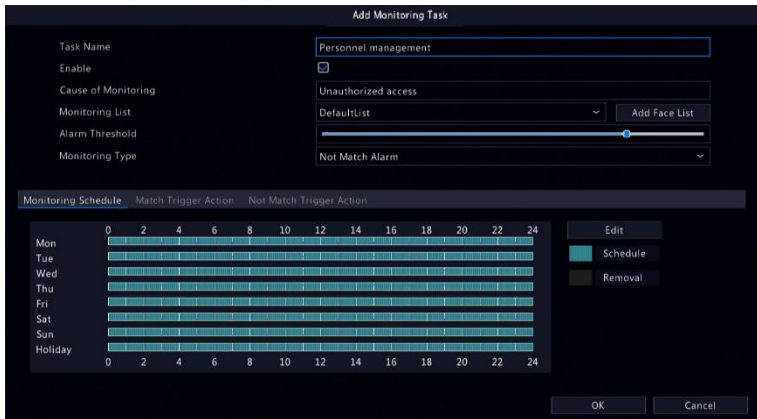 Add Monitoring Task
Task Name Personnel management
Enable
Cause of Monitoring Unauthorized access
Monitoring List DefaultList Add Face List
Alarm Threshold
Monitoring Type Not Match Alarm
Monitoring Schedule Match Trigger Action Not Match Trigger Action
0 2 4 6 8 10 12 14 16 18 20 22 24 Edit
Mon
Tue Schedule
Wed
Thu Removal
Fri
Sat
Sun
Holiday
0 2 4 6 8 10 12 14 16 18 20 22 24
OK Cancel